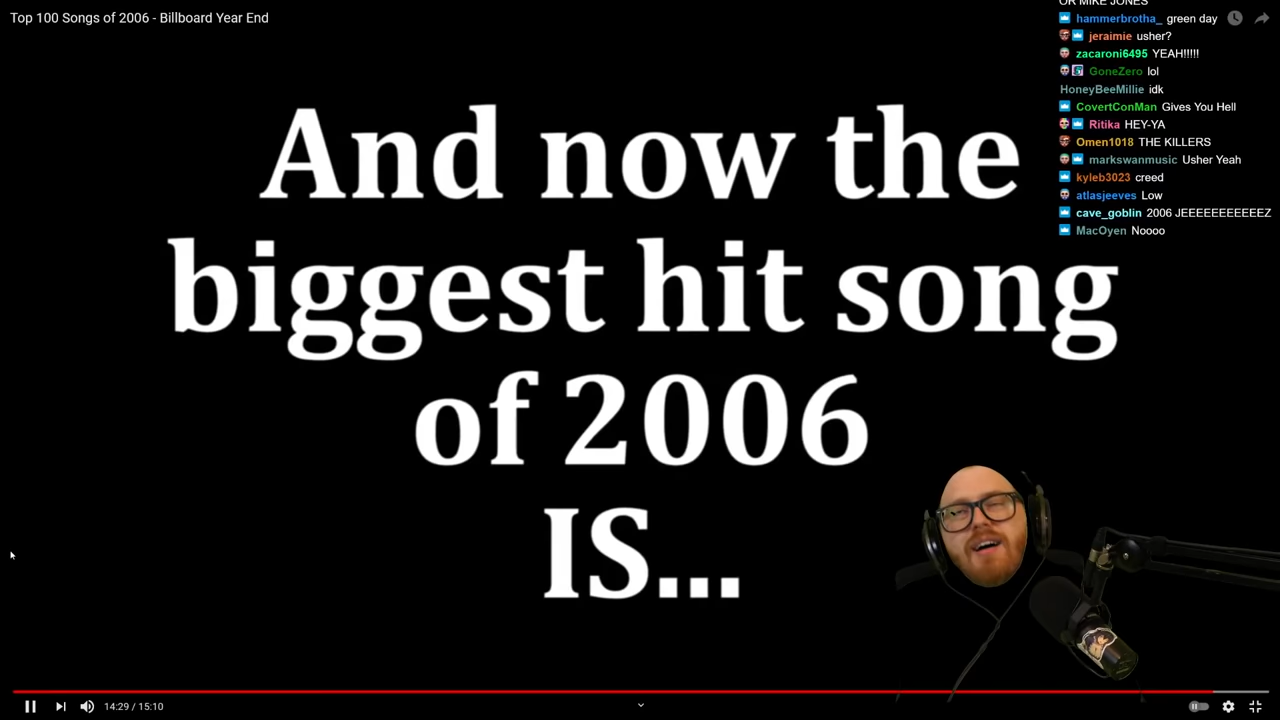 Top 100 Songs of 2006 - Billboard Year End
And now the
biggest hit song
of 2006
IS...
OR MIKE JONES
hammerbrotha_ green day
jeraimie usher?
zacaroni6495 YEAH!!!!!
GoneZero lol
HoneyBeeMillie idk
CovertConMan Gives You Hell
Ritika HEY-YA
Omen1018 THE KILLERS
markswanmusic Usher Yeah
kyleb3023 creed
atlasjeeves Low
cave_goblin 2006 JEEEEEEEEEEZ
MacOyen Noooo
14:29 / 15:10